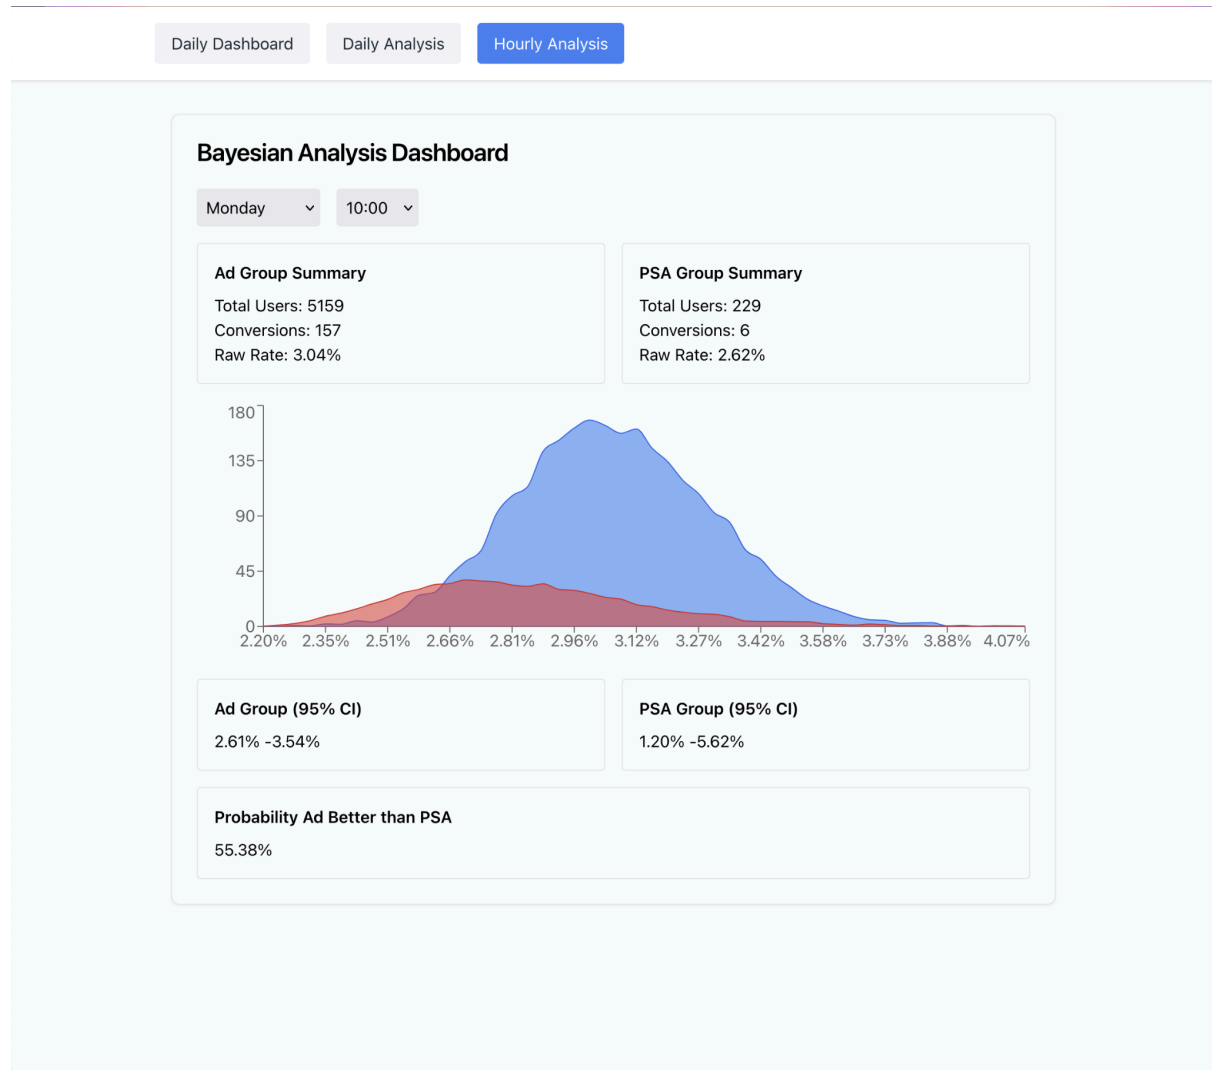 Daily Dashboard
Daily Analysis
Hourly Analysis
Bayesian Analysis Dashboard
Monday
10:00
Ad Group Summary
Total Users: 5159
Conversions: 157
Raw Rate: 3.04%
PSA Group Summary
Total Users: 229
Conversions: 6
Raw Rate: 2.62%
180
135
90
45
0
2.20% 2.35% 2.51% 2.66% 2.81% 2.96% 3.12% 3.27% 3.42% 3.58% 3.73% 3.88% 4.07%
Ad Group (95% CI)
2.61% -3.54%
PSA Group (95% CI)
1.20% -5.62%
Probability Ad Better than PSA
55.38%